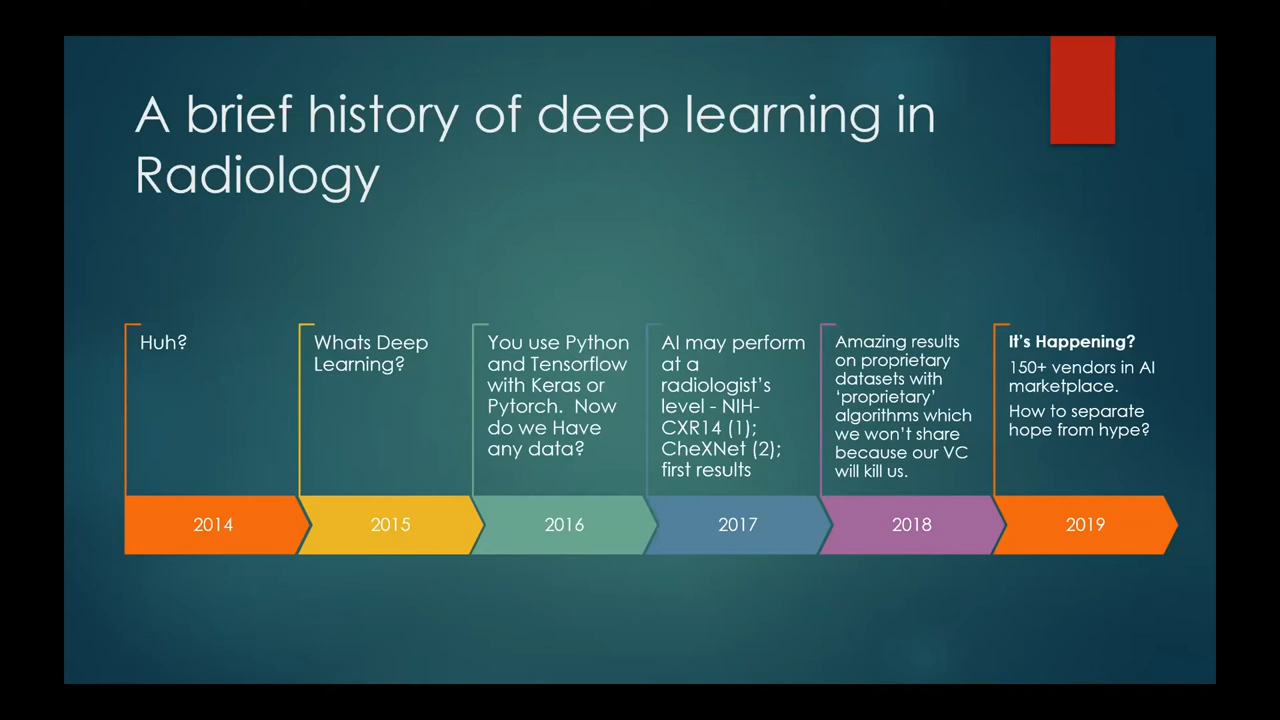 A brief history of deep learning in
Radiology
Huh?
Whats Deep
Learning?
You use Python
and Tensorflow
with Keras or
Pytorch. Now
do we Have
any data?
AI may perform
at a
radiologist's
level - NIH-
CXR14 (1);
CheXNet (2);
first results
Amazing results
on proprietary
datasets with
'proprietary'
algorithms which
we won't share
because our VC
will kill us.
It's Happening?
150+ vendors in AI
marketplace.
How to separate
hope from hype?
2014
2015
2016
2017
2018
2019